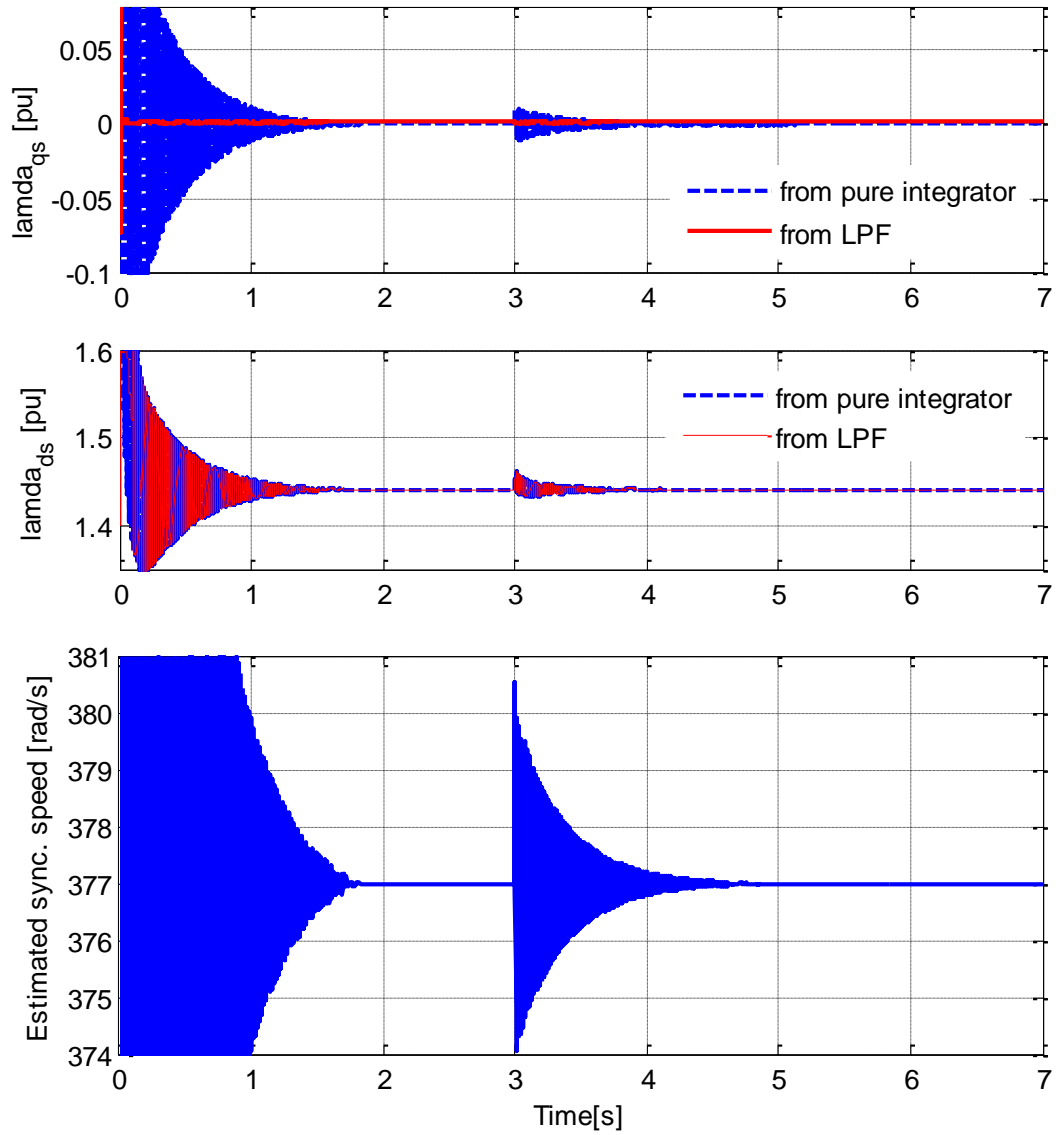 lamda_qs [pu]
0.05
0
-0.05
-0.1
from pure integrator
from LPF
0 1 2 3 4 5 6 7
lamda_ds [pu]
1.6
1.5
1.4
from pure integrator
from LPF
0 1 2 3 4 5 6 7
Estimated sync. speed [rad/s]
381
380
379
378
377
376
375
374
0 1 2 3 4 5 6 7
Time[s]